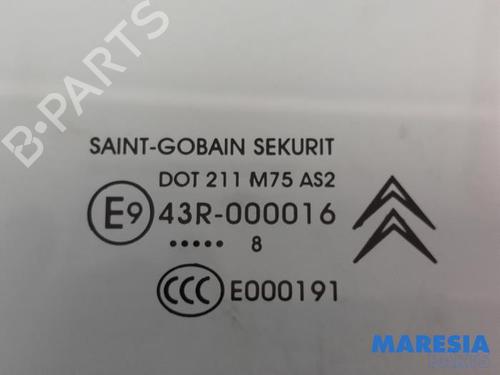 B-PARTS
SAINT-GOBAIN SEKURIT
DOT 211 M75 AS2
E9 43R-000016
••••• 8
CCC E000191
MARESIA